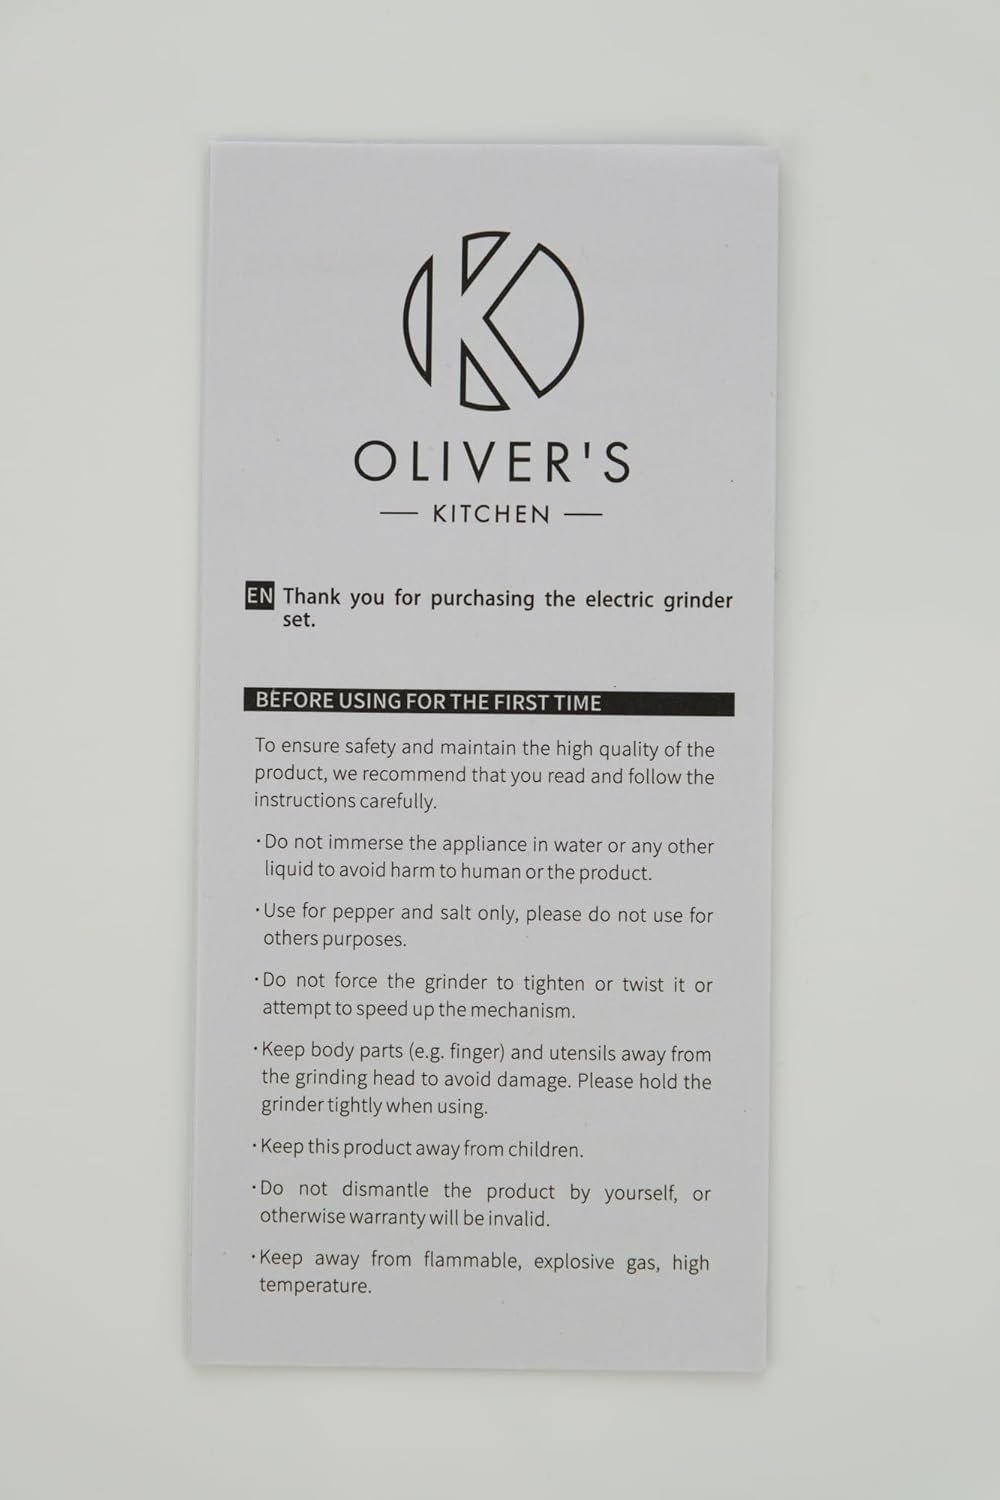 OLIVER'S
KITCHEN
EN Thank you for purchasing the electric grinder
set.
BEFORE USING FOR THE FIRST TIME
To ensure safety and maintain the high quality of the
product, we recommend that you read and follow the
instructions carefully.
·Do not immerse the appliance in water or any other
liquid to avoid harm to human or the product.
·Use for pepper and salt only, please do not use for
others purposes.
·Do not force the grinder to tighten or twist it or
attempt to speed up the mechanism.
·Keep body parts (e.g. finger) and utensils away from
the grinding head to avoid damage. Please hold the
grinder tightly when using.
·Keep this product away from children.
·Do not dismantle the product by yourself, or
otherwise warranty will be invalid.
·Keep away from flammable, explosive gas, high
temperature.